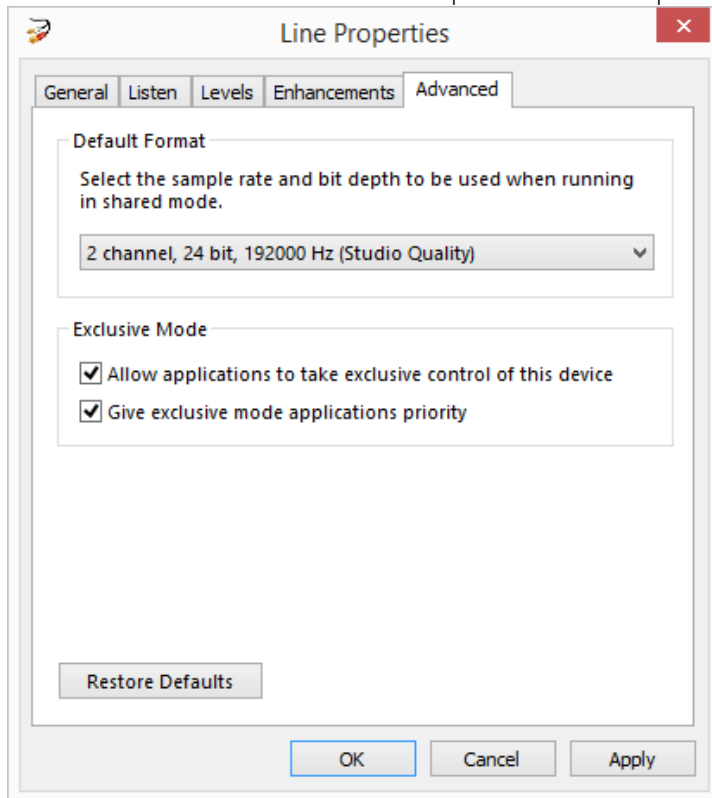 Line Properties
General Listen Levels Enhancements Advanced
Default Format
Select the sample rate and bit depth to be used when running
in shared mode.
2 channel, 24 bit, 192000 Hz (Studio Quality)
Exclusive Mode
Allow applications to take exclusive control of this device
Give exclusive mode applications priority
Restore Defaults
OK Cancel Apply